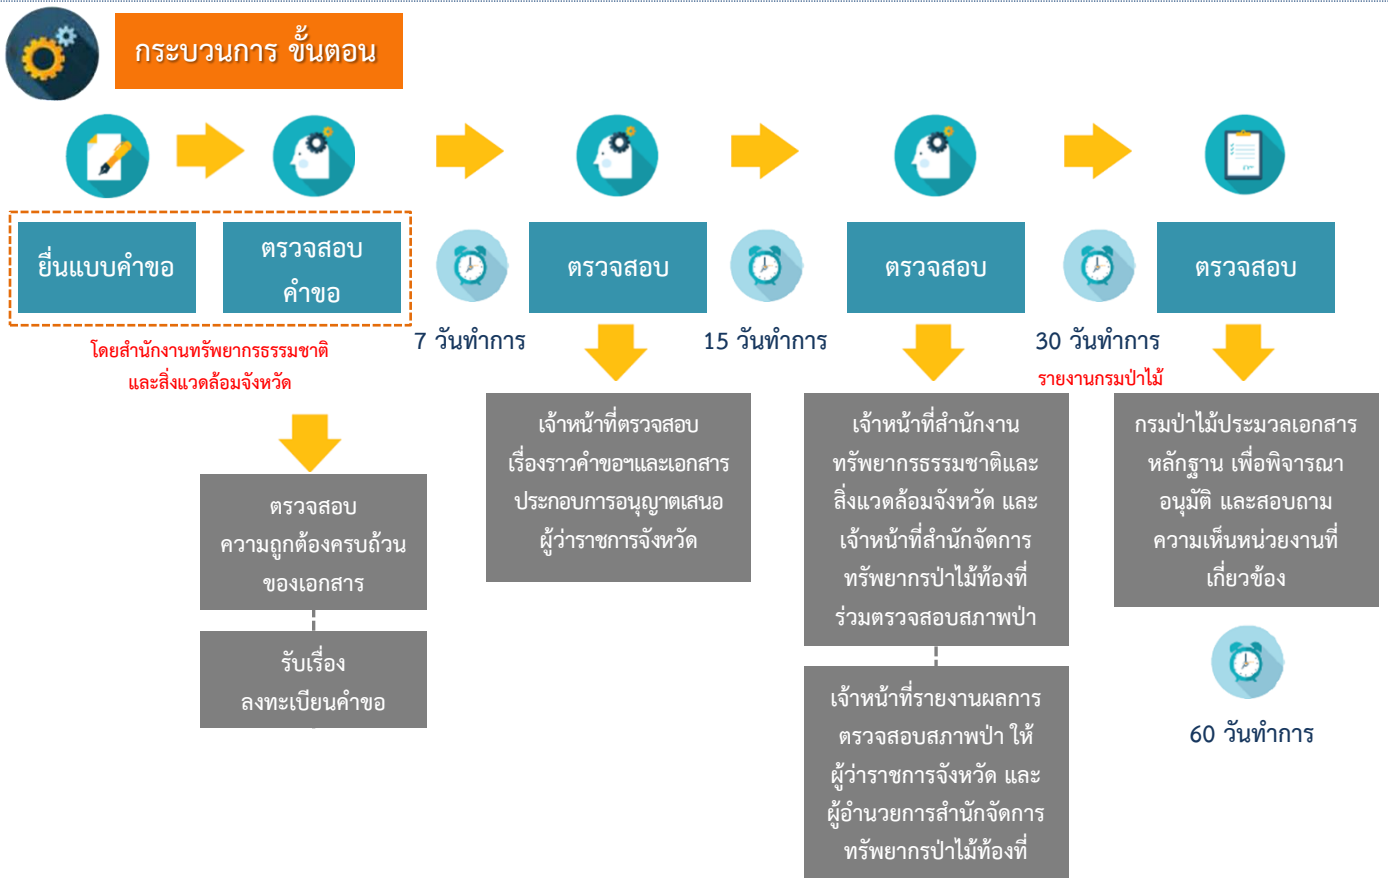 กระบวนการ ขั้นตอน
ยื่นแบบคำขอ
ตรวจสอบ
คำขอ
โดยสำนักงานทรัพยากรธรรมชาติ
และสิ่งแวดล้อมจังหวัด
ตรวจสอบ
ความถูกต้องครบถ้วน
ของเอกสาร
รับเรื่อง
ลงทะเบียนคำขอ
7 วันทำการ
ตรวจสอบ
เจ้าหน้าที่ตรวจสอบ
เรื่องราวคำขอฯและเอกสาร
ประกอบการอนุญาตเสนอ
ผู้ว่าราชการจังหวัด
15 วันทำการ
ตรวจสอบ
เจ้าหน้าที่สำนักงาน
ทรัพยากรธรรมชาติและ
สิ่งแวดล้อมจังหวัด และ
เจ้าหน้าที่สำนักจัดการ
ทรัพยากรป่าไม้ท้องที่
ร่วมตรวจสอบสภาพป่า
เจ้าหน้าที่รายงานผลการ
ตรวจสอบสภาพป่า ให้
ผู้ว่าราชการจังหวัด และ
ผู้อำนวยการสำนักจัดการ
ทรัพยากรป่าไม้ท้องที่
30 วันทำการ
รายงานกรมป่าไม้
ตรวจสอบ
กรมป่าไม้ประมวลเอกสาร
หลักฐาน เพื่อพิจารณา
อนุมัติ และสอบถาม
ความเห็นหน่วยงานที่
เกี่ยวข้อง
60 วันทำการ